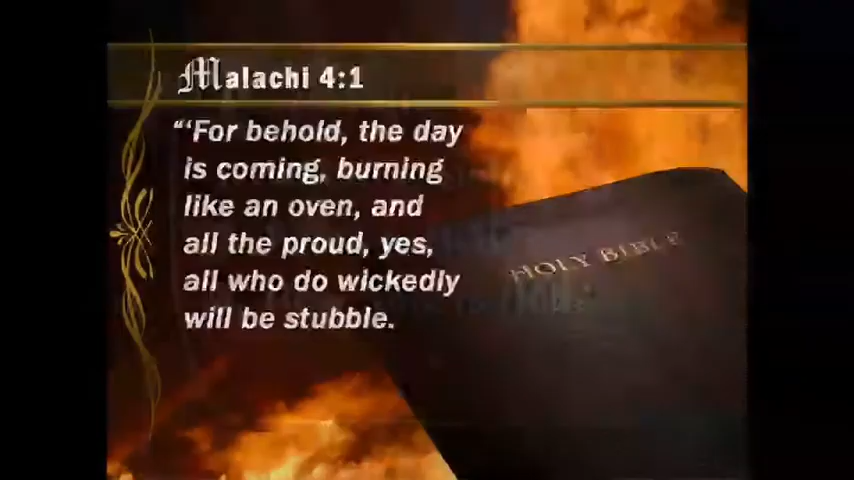 Malachi 4:1
“‘For behold, the day
is coming, burning
like an oven, and
all the proud, yes,
all who do wickedly
will be stubble.
HOLY BIBLE